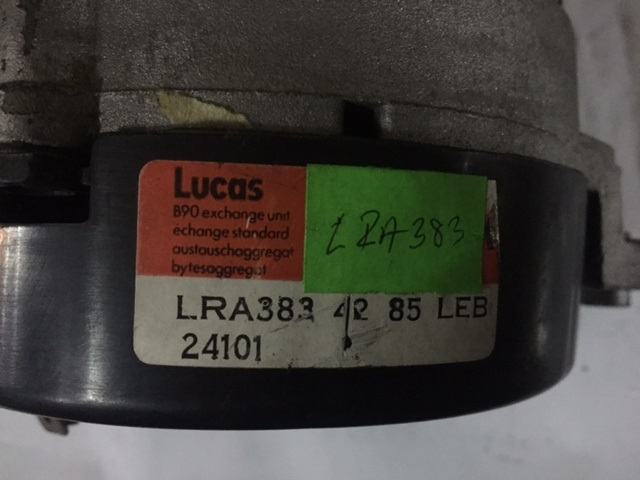 Lucas
B90 exchange unit
échange standard
austauschaggregat
bytesaggregat
LRA383
LRA383 42 85 LEB
24101